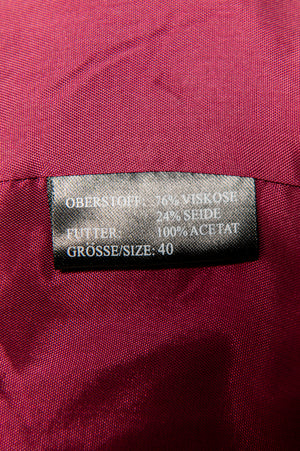 OBERSTOFF: 76% VISKOSE
24% SEIDE
FUTTER: 100% ACETAT
GRÖSSE/SIZE: 40